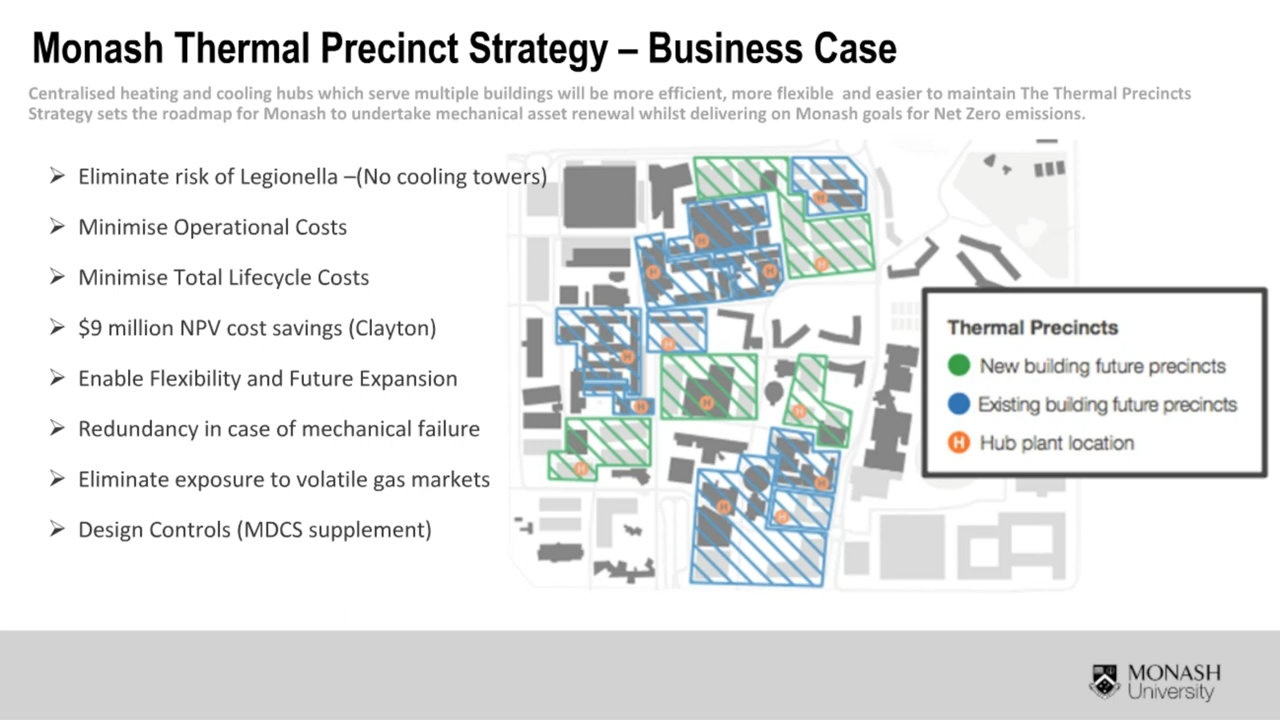 Monash Thermal Precinct Strategy – Business Case
Centralised heating and cooling hubs which serve multiple buildings will be more efficient, more flexible and easier to maintain The Thermal Precincts
Strategy sets the roadmap for Monash to undertake mechanical asset renewal whilst delivering on Monash goals for Net Zero emissions.
➢ Eliminate risk of Legionella –(No cooling towers)
➢ Minimise Operational Costs
➢ Minimise Total Lifecycle Costs
➢ $9 million NPV cost savings (Clayton)
➢ Enable Flexibility and Future Expansion
➢ Redundancy in case of mechanical failure
➢ Eliminate exposure to volatile gas markets
➢ Design Controls (MDCS supplement)
H
H
H
H
H
H
H
H
H
H
H
H
H
H
Thermal Precincts
New building future precincts
Existing building future precincts
H Hub plant location
MONASH
University